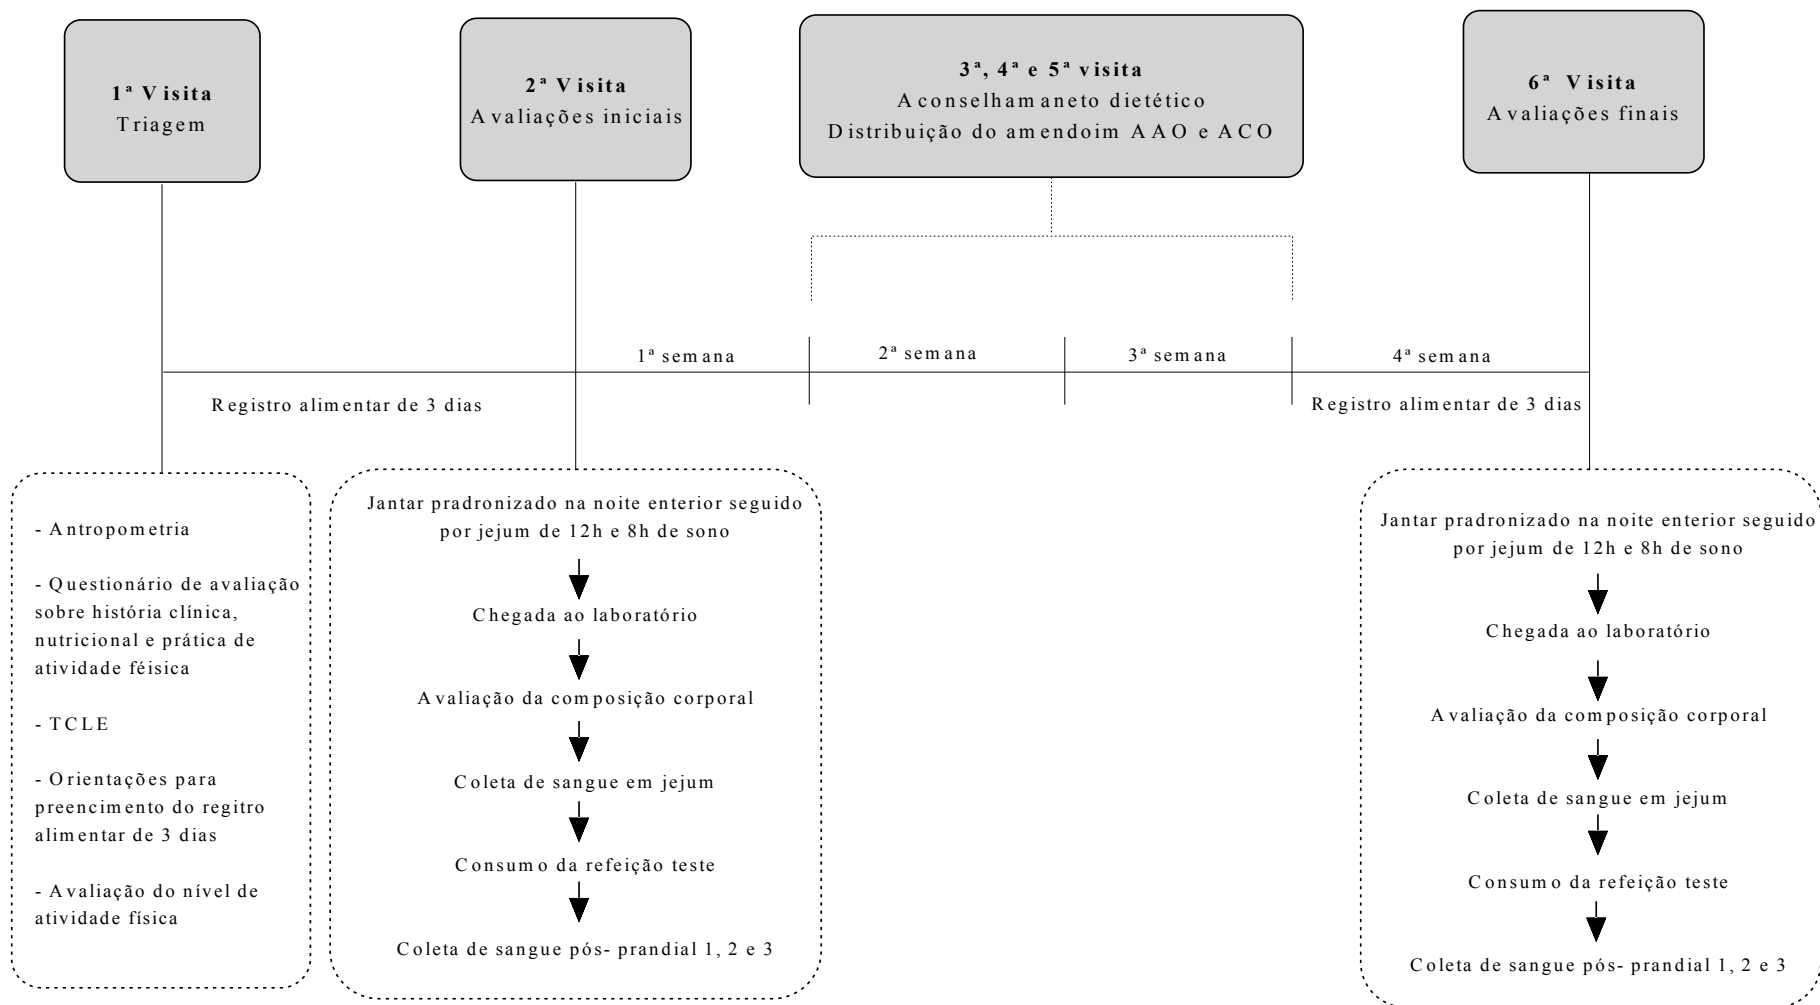 1ª Visita
Triagem
2ª Visita
Avaliações iniciais
3ª, 4ª e 5ª visita
Aconselhamaneto dietético
Distribuição do amendoim AAO e ACO
6ª Visita
Avaliações finais
1ª semana
2ª semana
3ª semana
4ª semana
Registro alimentar de 3 dias
Registro alimentar de 3 dias
- Antropometria
- Questionário de avaliação
sobre história clínica,
nutricional e prática de
atividade féisica
- TCLE
- Orientações para
preencimento do regitro
alimentar de 3 dias
- Avaliação do nível de
atividade física
Jantar pradronizado na noite enterior seguido
por jejum de 12h e 8h de sono
Chegada ao laboratório
Avaliação da composição corporal
Coleta de sangue em jejum
Consumo da refeição teste
Coleta de sangue pós- prandial 1, 2 e 3
Jantar pradronizado na noite enterior seguido
por jejum de 12h e 8h de sono
Chegada ao laboratório
Avaliação da composição corporal
Coleta de sangue em jejum
Consumo da refeição teste
Coleta de sangue pós- prandial 1, 2 e 3